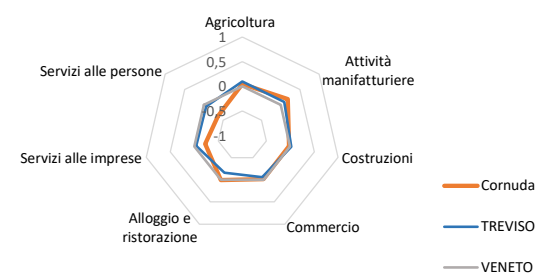 Agricoltura
1
0,5
0
0,5
-1
Attività
manifatturiere
Costruzioni
Commercio
Alloggio e
ristorazione
Servizi alle imprese
Servizi alle persone
Cornuda
TREVISO
VENETO